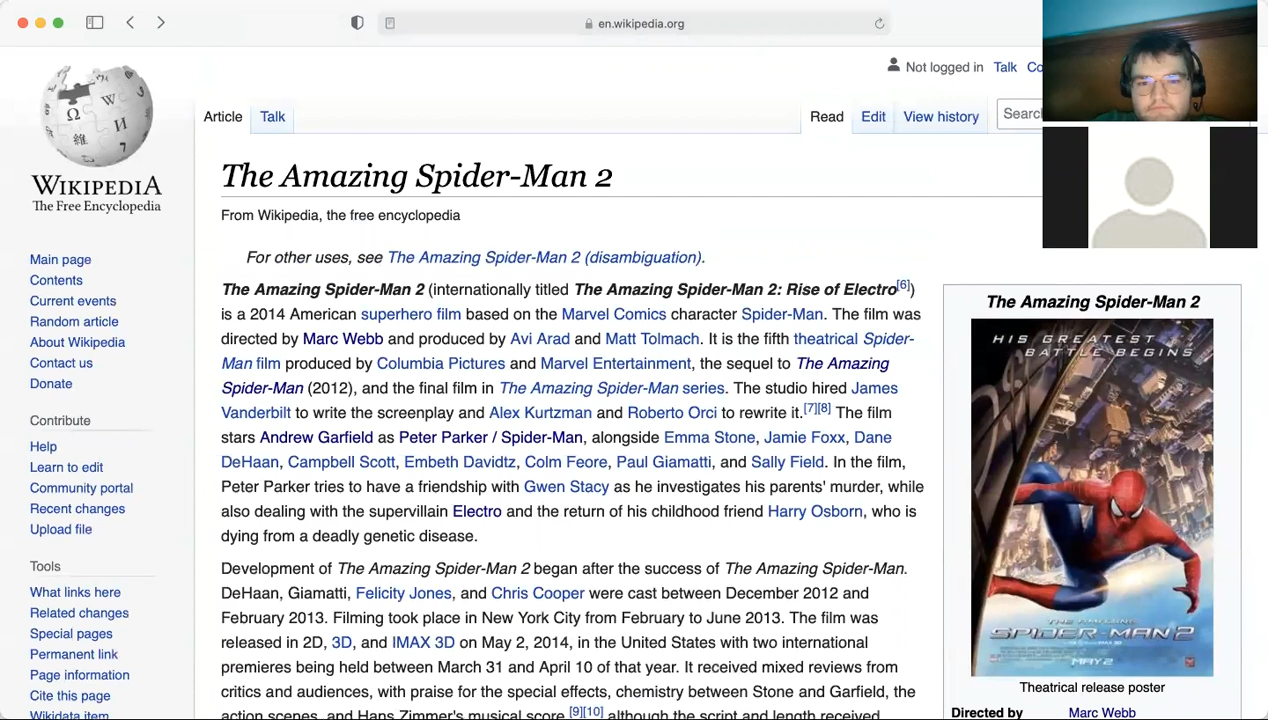 en.wikipedia.org
Not logged in Talk Co
Article Talk Read Edit View history Searc
WIKIPEDIA
The Free Encyclopedia
Main page
Contents
Current events
Random article
About Wikipedia
Contact us
Donate
Contribute
Help
Learn to edit
Community portal
Recent changes
Upload file
Tools
What links here
Related changes
Special pages
Permanent link
Page information
Cite this page
Wikidata item
The Amazing Spider-Man 2
From Wikipedia, the free encyclopedia
For other uses, see The Amazing Spider-Man 2 (disambiguation).
The Amazing Spider-Man 2 (internationally titled The Amazing Spider-Man 2: Rise of Electro[6])
is a 2014 American superhero film based on the Marvel Comics character Spider-Man. The film was
directed by Marc Webb and produced by Avi Arad and Matt Tolmach. It is the fifth theatrical Spider-
Man film produced by Columbia Pictures and Marvel Entertainment, the sequel to The Amazing
Spider-Man (2012), and the final film in The Amazing Spider-Man series. The studio hired James
Vanderbilt to write the screenplay and Alex Kurtzman and Roberto Orci to rewrite it.[7][8] The film
stars Andrew Garfield as Peter Parker / Spider-Man, alongside Emma Stone, Jamie Foxx, Dane
DeHaan, Campbell Scott, Embeth Davidtz, Colm Feore, Paul Giamatti, and Sally Field. In the film,
Peter Parker tries to have a friendship with Gwen Stacy as he investigates his parents' murder, while
also dealing with the supervillain Electro and the return of his childhood friend Harry Osborn, who is
dying from a deadly genetic disease.
Development of The Amazing Spider-Man 2 began after the success of The Amazing Spider-Man.
DeHaan, Giamatti, Felicity Jones, and Chris Cooper were cast between December 2012 and
February 2013. Filming took place in New York City from February to June 2013. The film was
released in 2D, 3D, and IMAX 3D on May 2, 2014, in the United States with two international
premieres being held between March 31 and April 10 of that year. It received mixed reviews from
critics and audiences, with praise for the special effects, chemistry between Stone and Garfield, the
action scenes, and Hans Zimmer's musical score,[9][10] although the script and length received
The Amazing Spider-Man 2
HIS GREATEST
BATTLE BEGINS
THE AMAZING
SPIDER-MAN 2
MAY 2
Theatrical release poster
Directed by Marc Webb